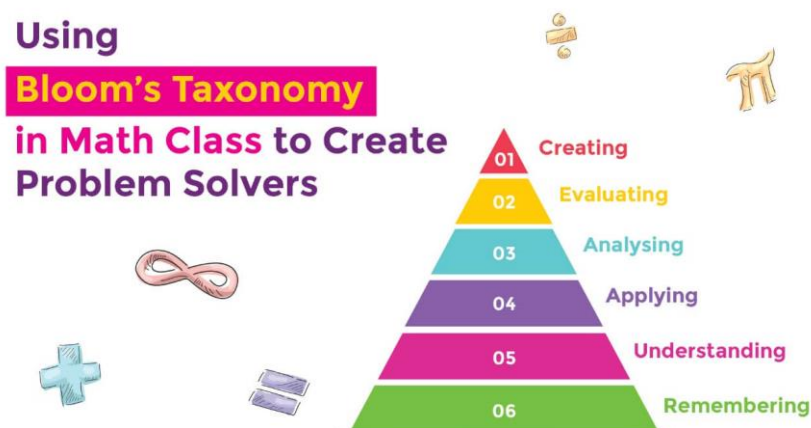 Using
Bloom's Taxonomy
in Math Class to Create
Problem Solvers
01 Creating
02 Evaluating
03 Analysing
04 Applying
05 Understanding
06 Remembering